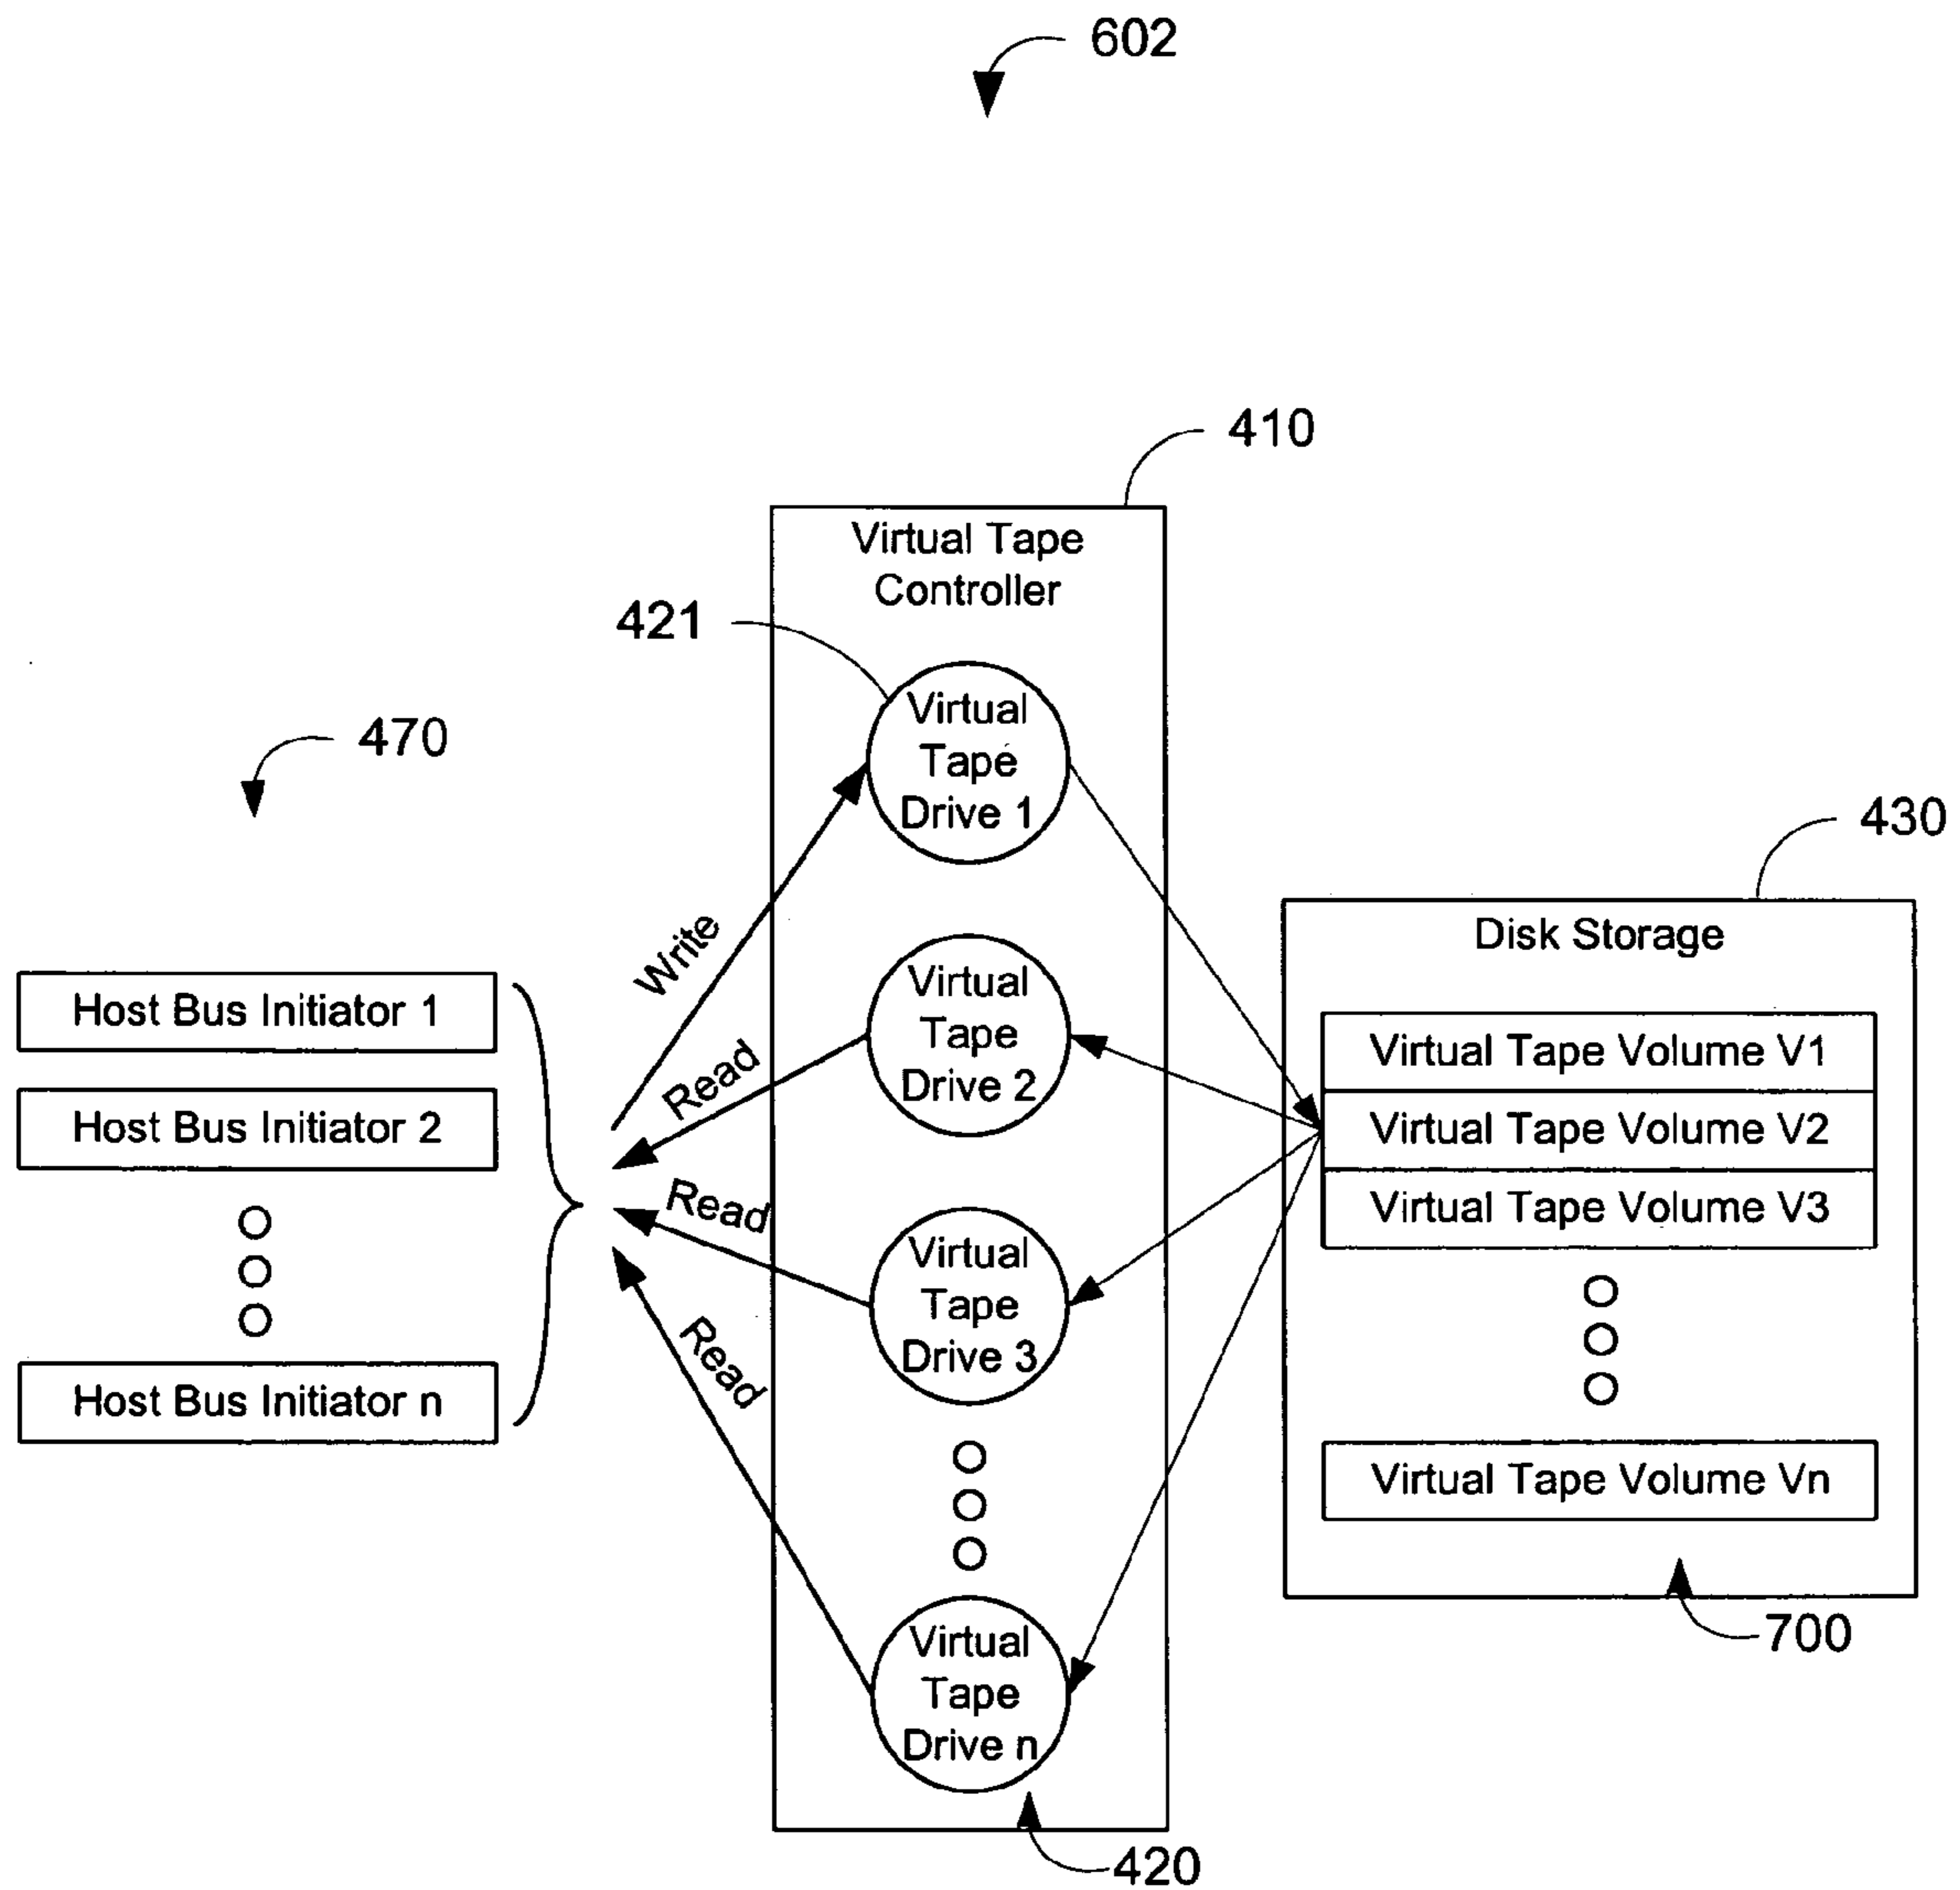 602
410
Virtual Tape
Controller
421
Virtual
Tape
Drive 1
470
430
Disk Storage
Write
Virtual
Tape
Drive 2
Host Bus Initiator 1
Virtual Tape Volume V1
Read
Host Bus Initiator 2
Virtual Tape Volume V2
Read
Virtual Tape Volume V3
Virtual
Tape
Drive 3
Read
Host Bus Initiator n
Virtual Tape Volume Vn
Virtual
Tape
Drive n
700
420